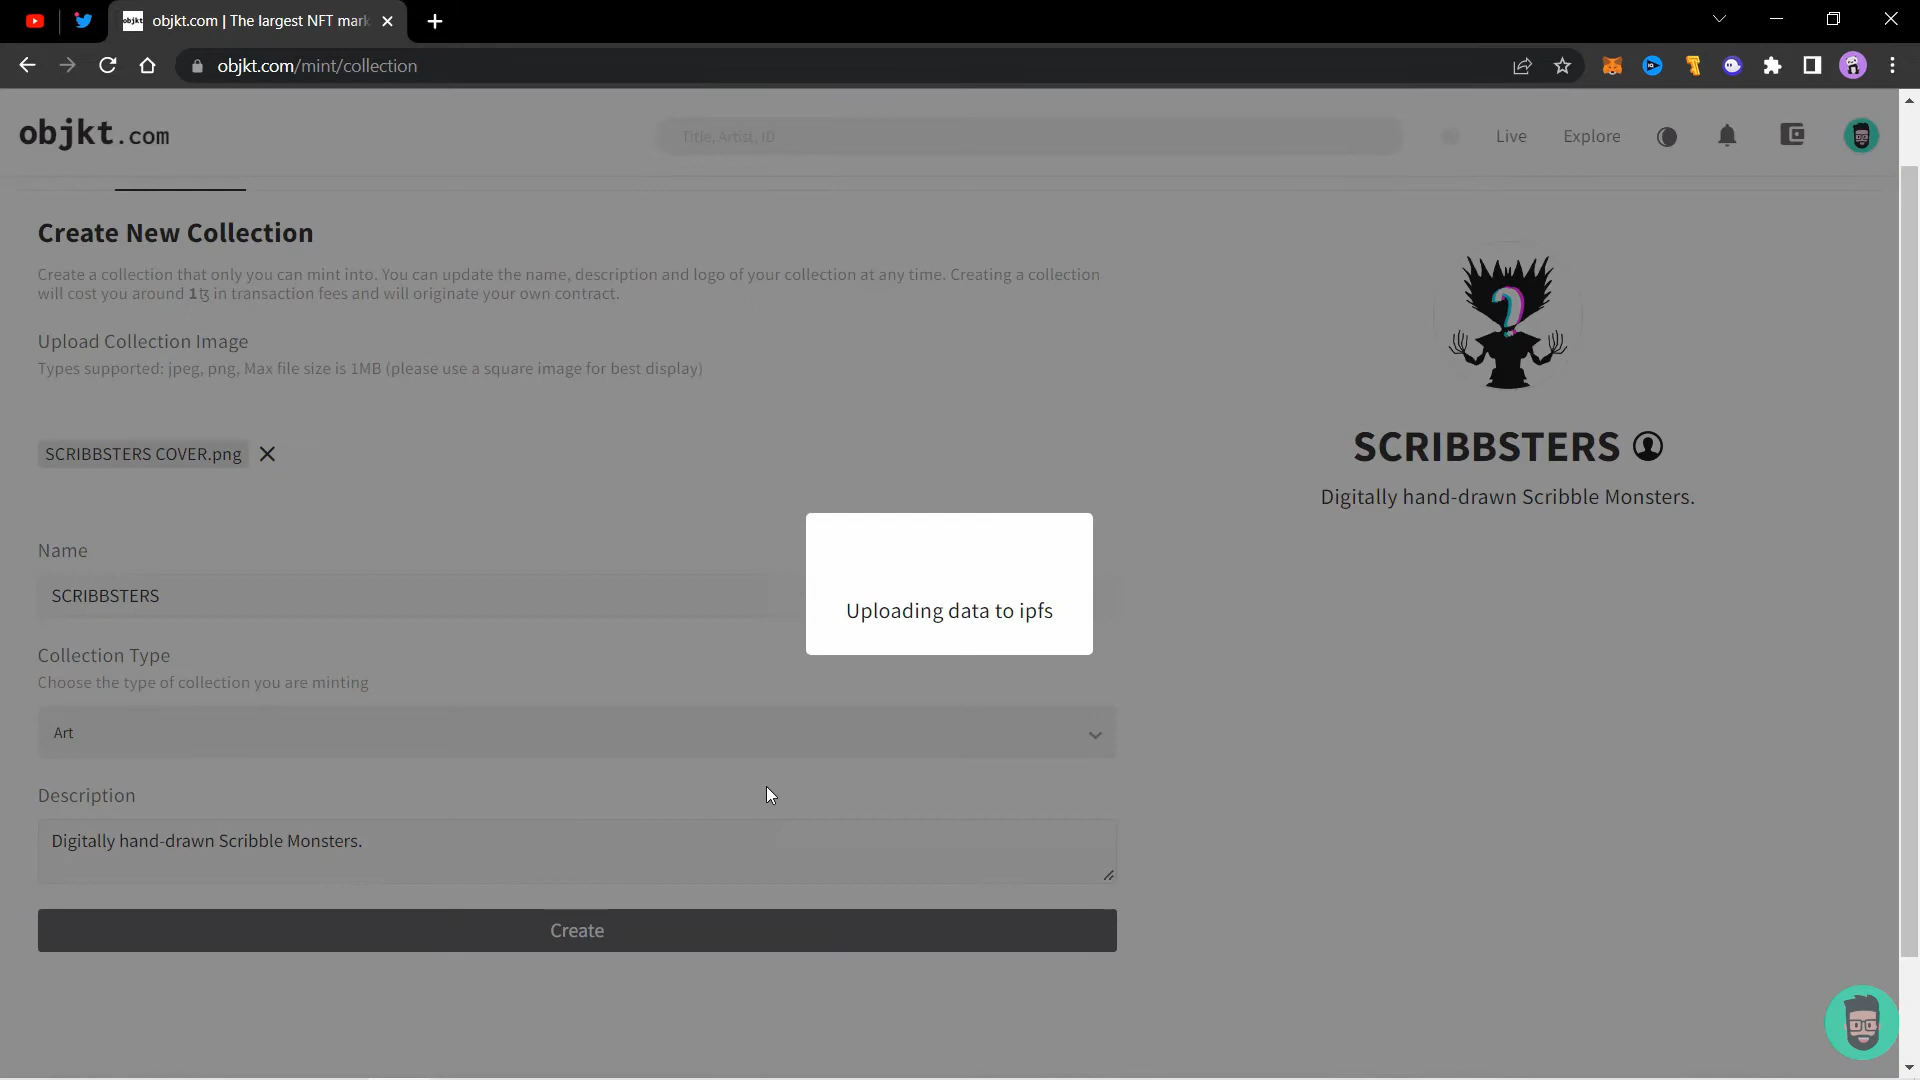 objkt
objkt.com | The largest NFT mark
objkt.com/mint/collection
objkt.com
Title, Artist, ID
Live
Explore
Create New Collection
Create a collection that only you can mint into. You can update the name, description and logo of your collection at any time. Creating a collection
will cost you around 1ꜩ in transaction fees and will originate your own contract.
Upload Collection Image
Types supported: jpeg, png, Max file size is 1MB (please use a square image for best display)
SCRIBBSTERS COVER.png
SCRIBBSTERS
Digitally hand-drawn Scribble Monsters.
Name
SCRIBBSTERS
Uploading data to ipfs
Collection Type
Choose the type of collection you are minting
Art
Description
Digitally hand-drawn Scribble Monsters.
Create